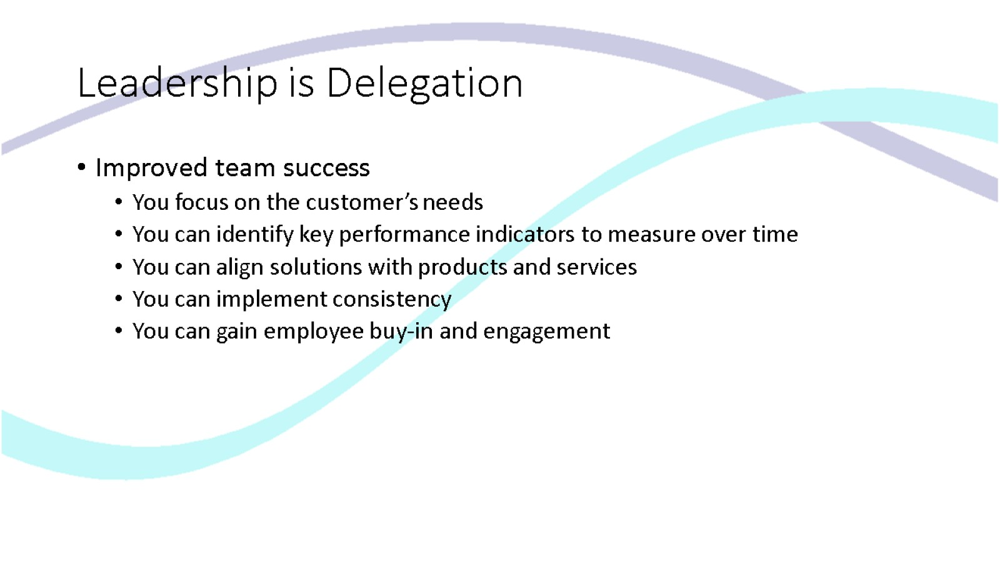 Leadership is Delegation
• Improved team success
• You focus on the customer’s needs
• You can identify key performance indicators to measure over time
• You can align solutions with products and services
• You can implement consistency
• You can gain employee buy-in and engagement